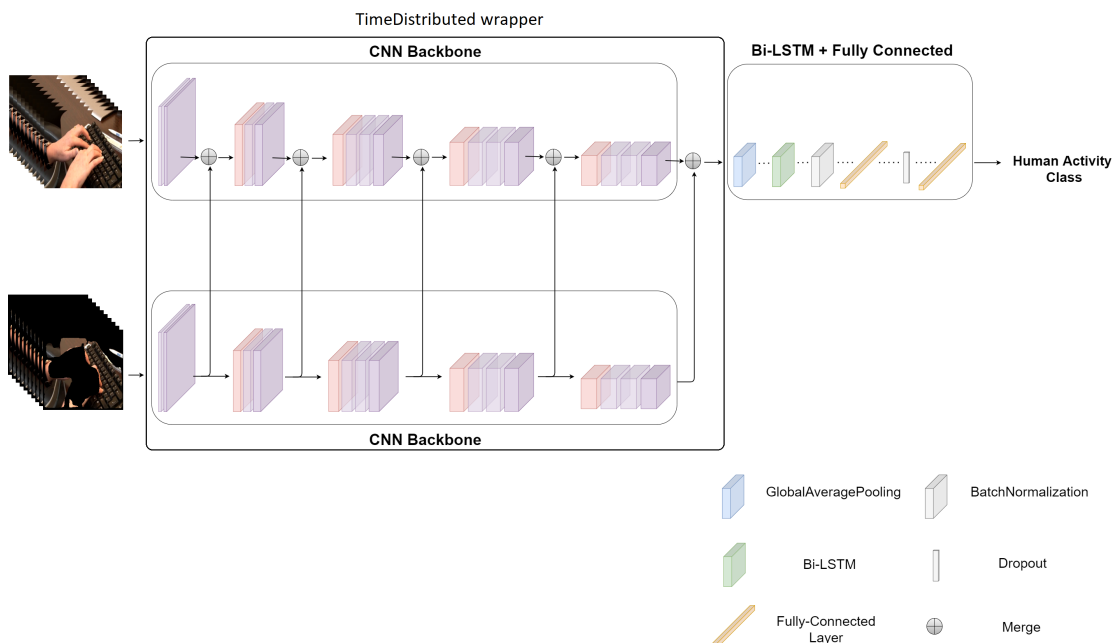 TimeDistributed wrapper
CNN Backbone
Bi-LSTM + Fully Connected
Human Activity
Class
CNN Backbone
GlobalAveragePooling
BatchNormalization
Bi-LSTM
Dropout
Fully-Connected
Layer
Merge